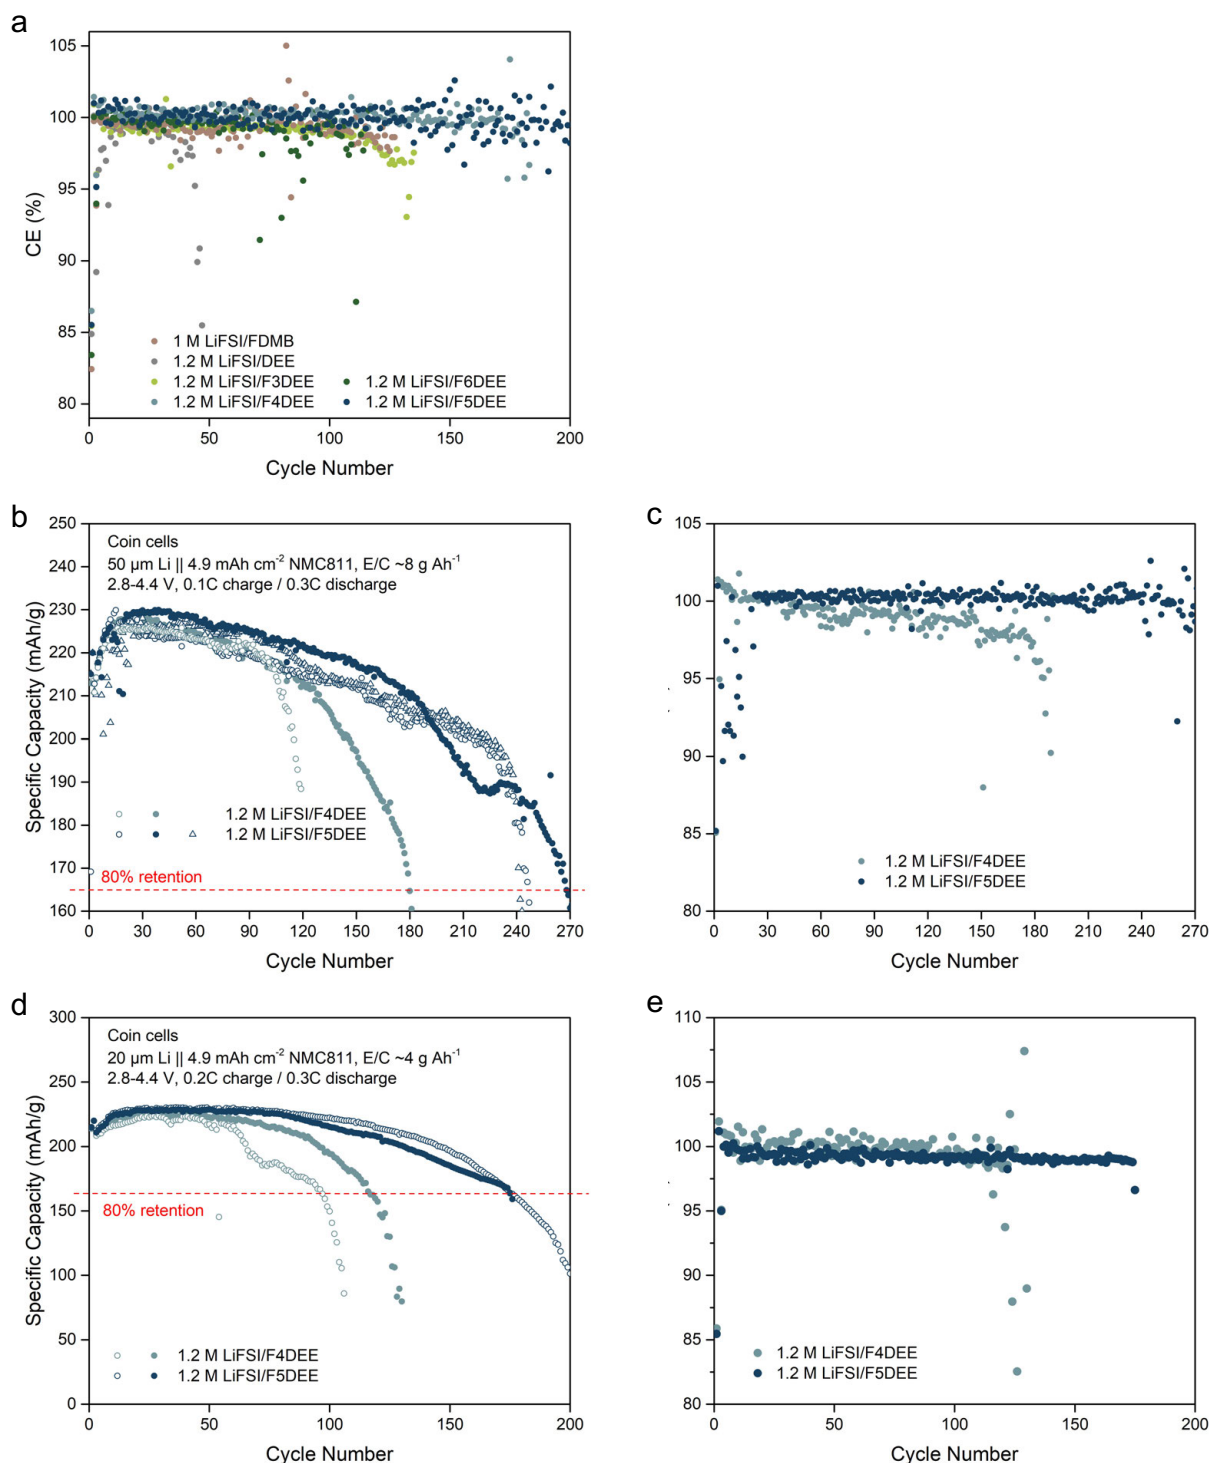 a
105
100
95
90
85
80
CE (%)
1 M LiFSI/FDMB
1.2 M LiFSI/DEE
1.2 M LiFSI/F3DEE
1.2 M LiFSI/F6DEE
1.2 M LiFSI/F4DEE
1.2 M LiFSI/F5DEE
0 50 100 150 200
Cycle Number
b
250
240
230
220
210
200
190
180
170
160
Specific Capacity (mAh/g)
Coin cells
50 µm Li || 4.9 mAh cm⁻² NMC811, E/C ~8 g Ah⁻¹
2.8-4.4 V, 0.1C charge / 0.3C discharge
1.2 M LiFSI/F4DEE
1.2 M LiFSI/F5DEE
80% retention
0 30 60 90 120 150 180 210 240 270
Cycle Number
c
105
100
95
90
85
80
1.2 M LiFSI/F4DEE
1.2 M LiFSI/F5DEE
0 30 60 90 120 150 180 210 240 270
Cycle Number
d
300
250
200
150
100
50
0
Specific Capacity (mAh/g)
Coin cells
20 µm Li || 4.9 mAh cm⁻² NMC811, E/C ~4 g Ah⁻¹
2.8-4.4 V, 0.2C charge / 0.3C discharge
80% retention
1.2 M LiFSI/F4DEE
1.2 M LiFSI/F5DEE
0 50 100 150 200
Cycle Number
e
110
105
100
95
90
85
80
1.2 M LiFSI/F4DEE
1.2 M LiFSI/F5DEE
0 50 100 150 200
Cycle Number